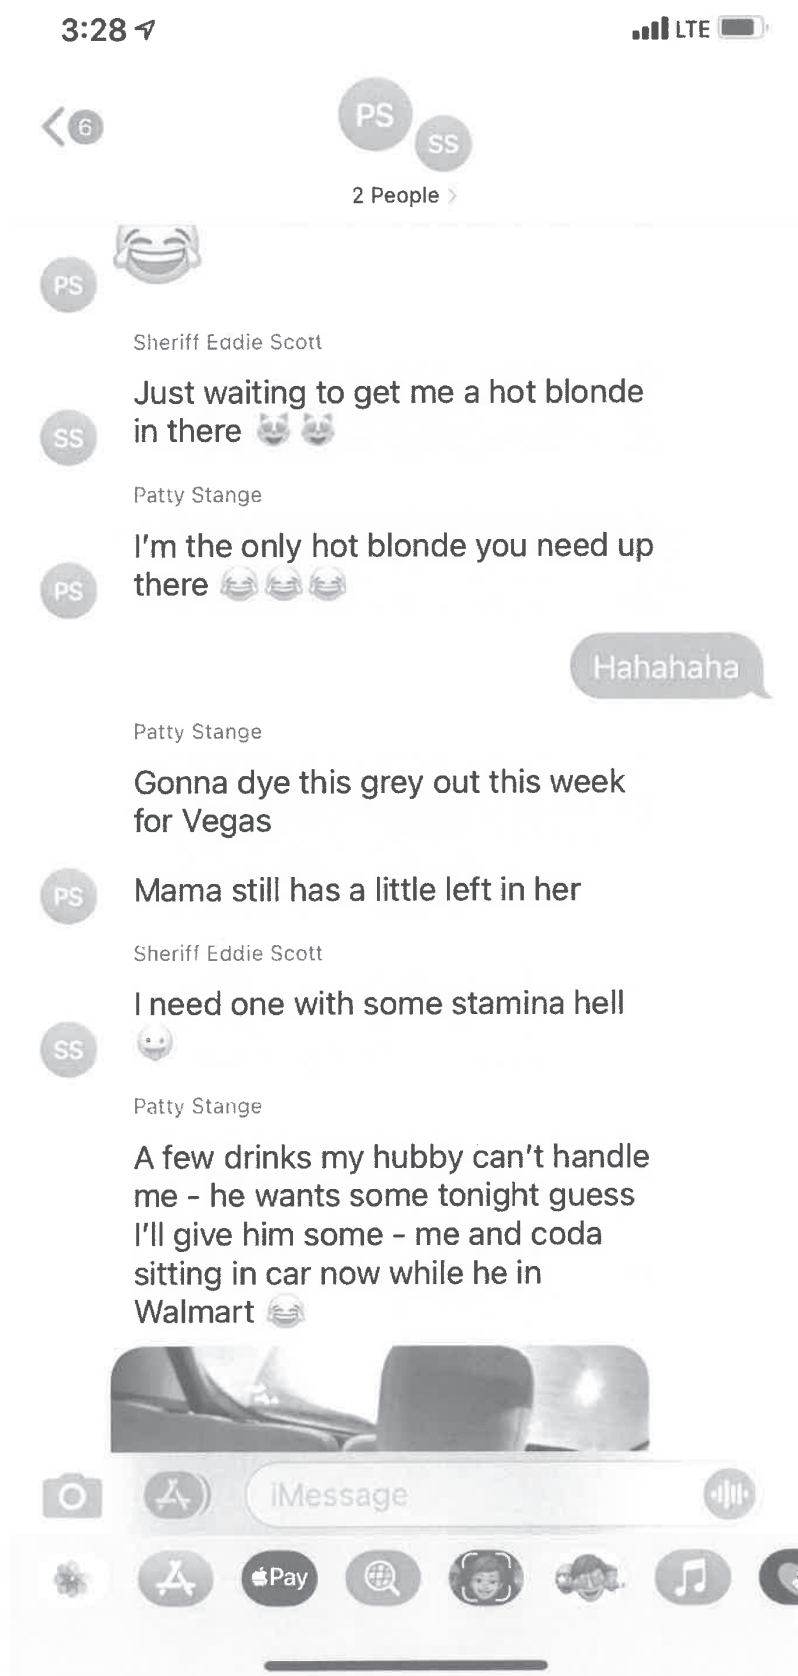 3:28
LTE
6
PS
SS
2 People
PS
Sheriff Eddie Scott
Just waiting to get me a hot blonde
in there 😻 😻
SS
Patty Stange
I'm the only hot blonde you need up
there 😂 😂 😂
PS
Hahahaha
Patty Stange
Gonna dye this grey out this week
for Vegas
PS
Mama still has a little left in her
Sheriff Eddie Scott
I need one with some stamina hell
😛
SS
Patty Stange
A few drinks my hubby can't handle
me - he wants some tonight guess
I'll give him some - me and coda
sitting in car now while he in
Walmart 😂
iMessage
Pay